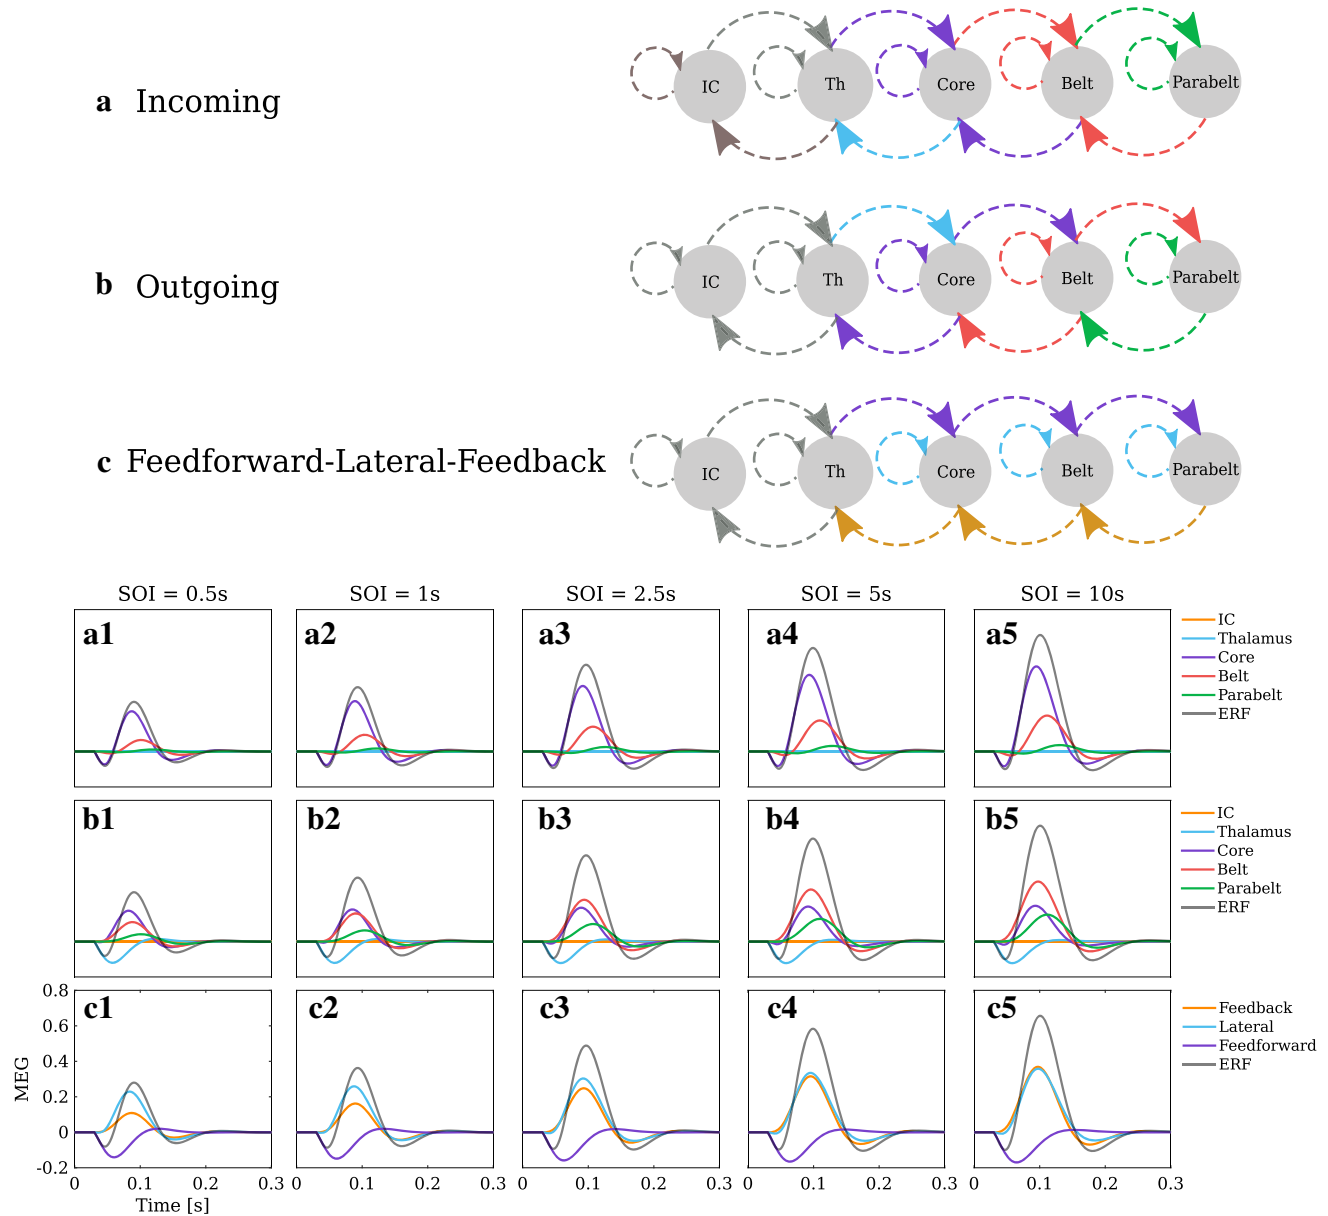 a Incoming
IC Th Core Belt Parabelt
b Outgoing
IC Th Core Belt Parabelt
c Feedforward-Lateral-Feedback
IC Th Core Belt Parabelt
SOI = 0.5s SOI = 1s SOI = 2.5s SOI = 5s SOI = 10s
a1 a2 a3 a4 a5
IC
Thalamus
Core
Belt
Parabelt
ERF
b1 b2 b3 b4 b5
IC
Thalamus
Core
Belt
Parabelt
ERF
c1 c2 c3 c4 c5
Feedback
Lateral
Feedforward
ERF
MEG
0.8
0.6
0.4
0.2
0
-0.2
0 0.1 0.2 0.3 0 0.1 0.2 0.3 0 0.1 0.2 0.3 0 0.1 0.2 0.3 0 0.1 0.2 0.3
Time [s]